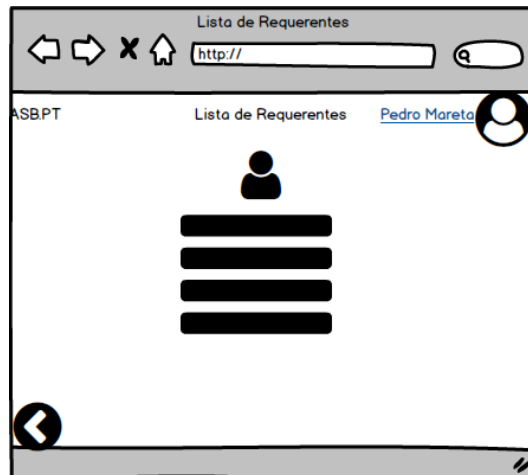 Lista de Requerentes
http://
ASB.PT
Lista de Requerentes
Pedro Mareta